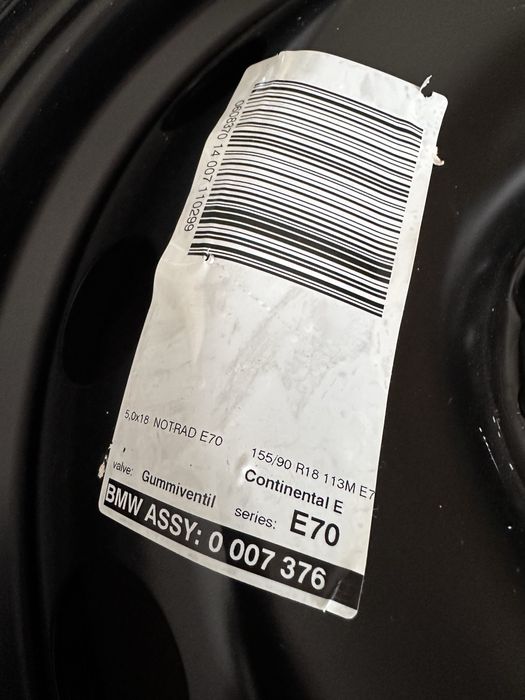 0608370 14 007 110299
5,0x18 NOTRAD E70
155/90 R18 113M E7
Continental E
valve: Gummiventil
series: E70
BMW ASSY: 0 007 376